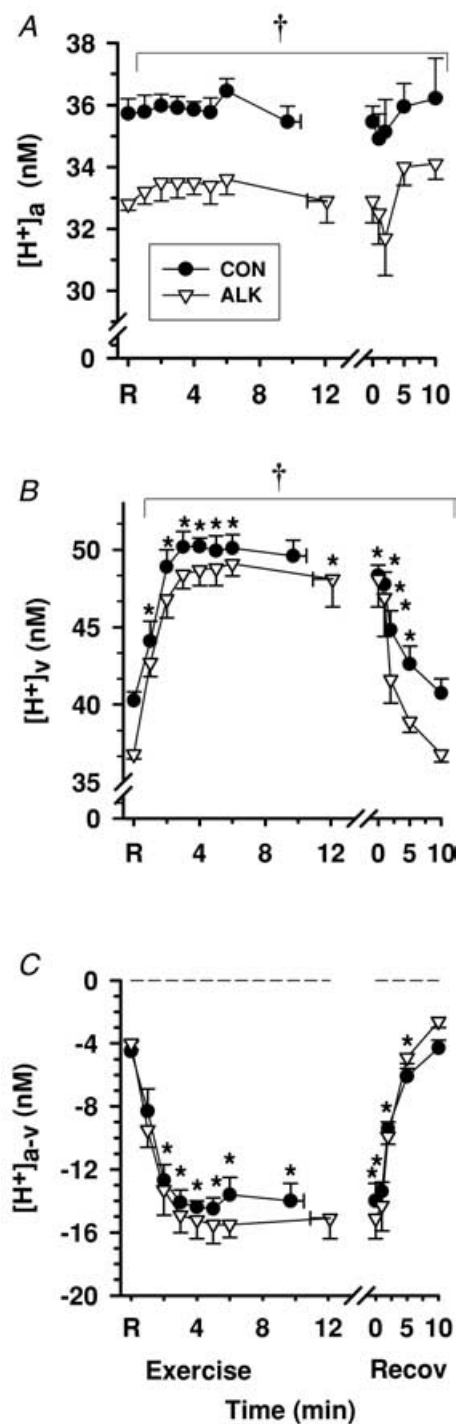 A
†
[H+]a (nM)
38
36
34
32
30
0
CON
ALK
R 4 8 12 0 5 10
B
†
[H+]v (nM)
50
45
40
35
0
* * * * * * * * * * * *
R 4 8 12 0 5 10
C
[H+]a-v (nM)
0
-4
-8
-12
-16
-20
* * * * * * * * * *
R 4 8 12 0 5 10
Exercise Recov
Time (min)